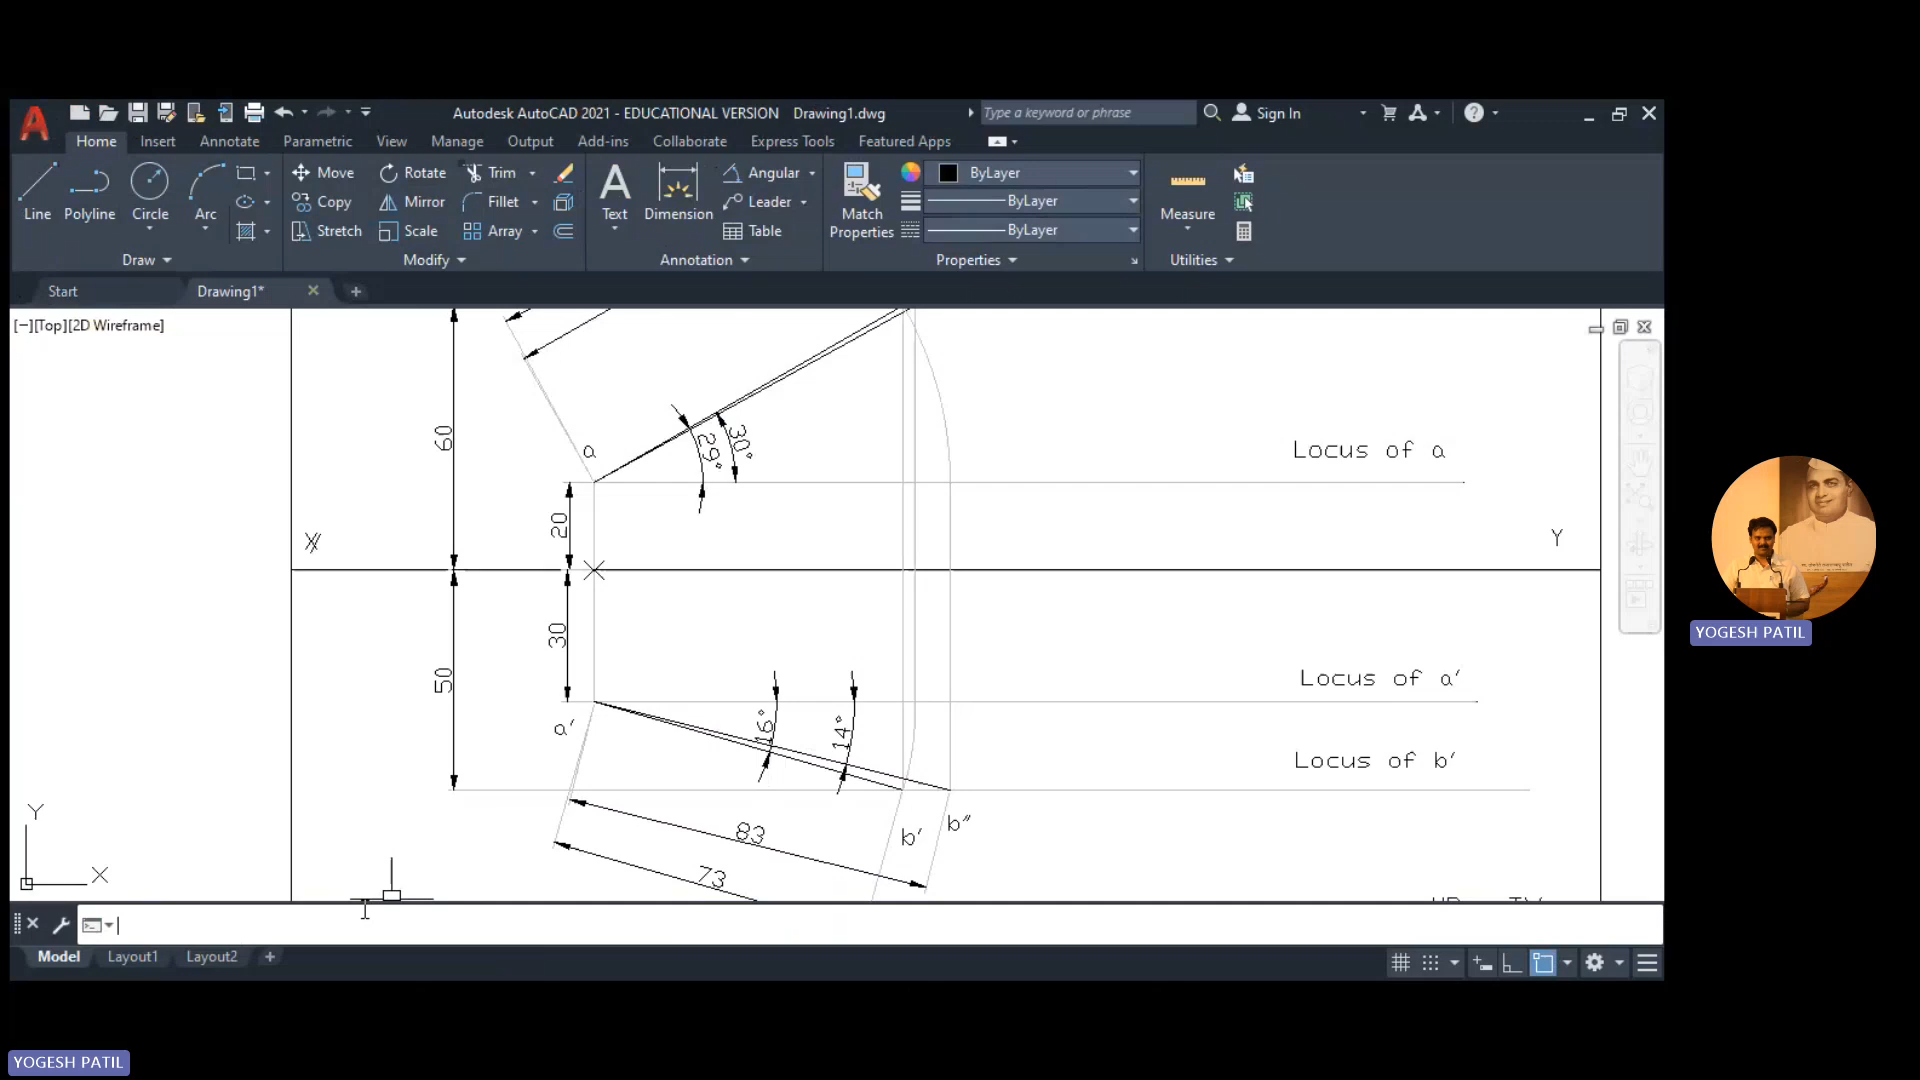 Autodesk AutoCAD 2021 - EDUCATIONAL VERSION Drawing1.dwg
Type a keyword or phrase
Sign In
Home Insert Annotate Parametric View Manage Output Add-ins Collaborate Express Tools Featured Apps
Line Polyline Circle Arc
Move Rotate Trim
Copy Mirror Fillet
Stretch Scale Array
Text Dimension
Angular
Leader
Table
Match Properties
ByLayer
ByLayer
ByLayer
Measure
Draw Modify Annotation Properties Utilities
Start Drawing1*
[−][Top][2D Wireframe]
60
a
29°
30°
Locus of a
20
X
Y
30
50
Locus of a′
a′
16°
14°
Locus of b′
83
b′
b″
73
Y
X
Model Layout1 Layout2
YOGESH PATIL
YOGESH PATIL